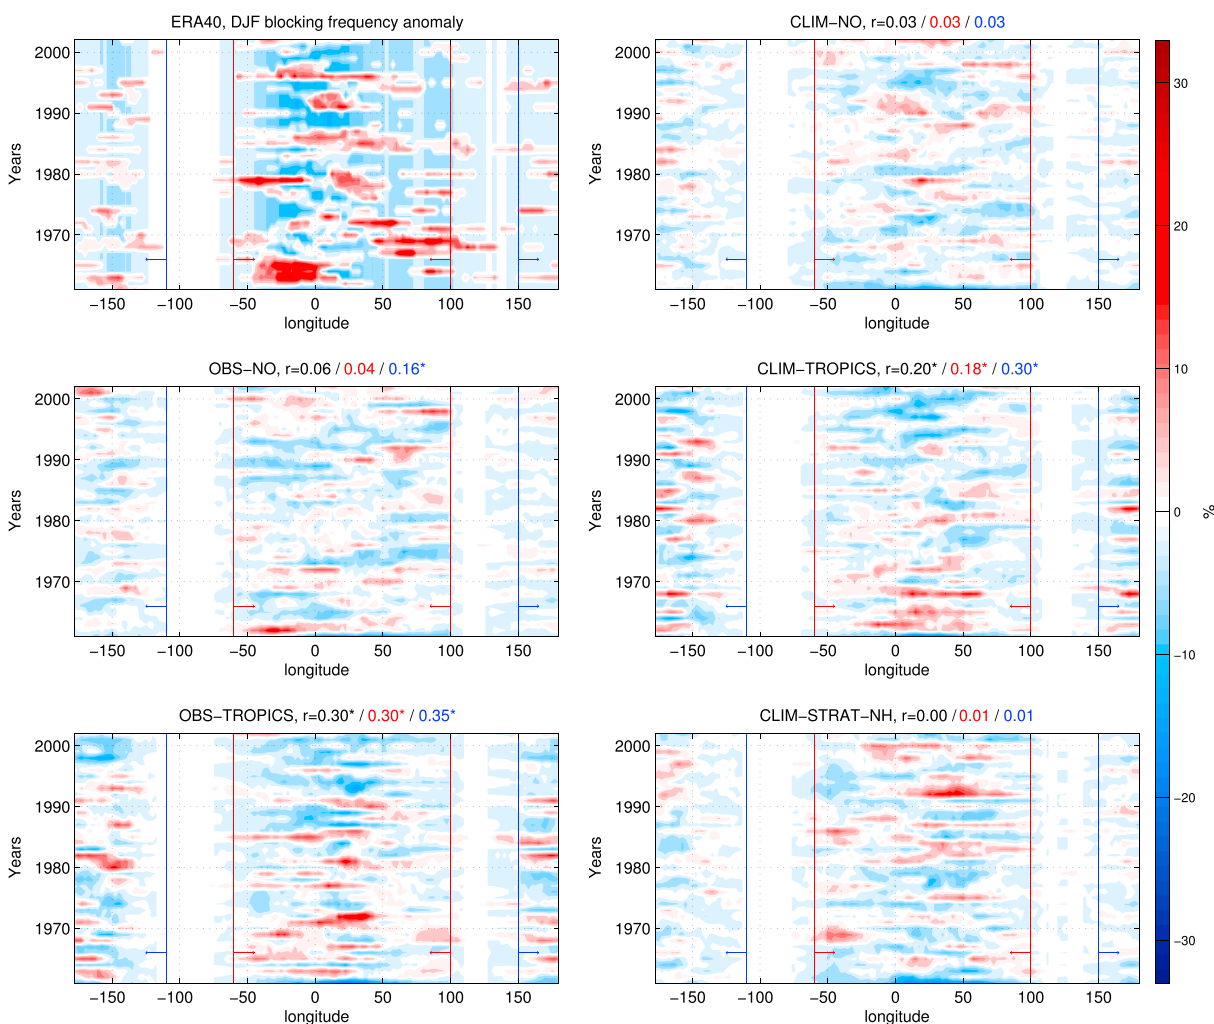 ERA40, DJF blocking frequency anomaly
Years
2000
1990
1980
1970
−150 −100 −50 0 50 100 150
longitude
CLIM−NO, r=0.03 / 0.03 / 0.03
Years
2000
1990
1980
1970
−150 −100 −50 0 50 100 150
longitude
OBS−NO, r=0.06 / 0.04 / 0.16*
Years
2000
1990
1980
1970
−150 −100 −50 0 50 100 150
longitude
CLIM−TROPICS, r=0.20* / 0.18* / 0.30*
Years
2000
1990
1980
1970
−150 −100 −50 0 50 100 150
longitude
OBS−TROPICS, r=0.30* / 0.30* / 0.35*
Years
2000
1990
1980
1970
−150 −100 −50 0 50 100 150
longitude
CLIM−STRAT−NH, r=0.00 / 0.01 / 0.01
Years
2000
1990
1980
1970
−150 −100 −50 0 50 100 150
longitude
30
20
10
0
−10
−20
−30
%